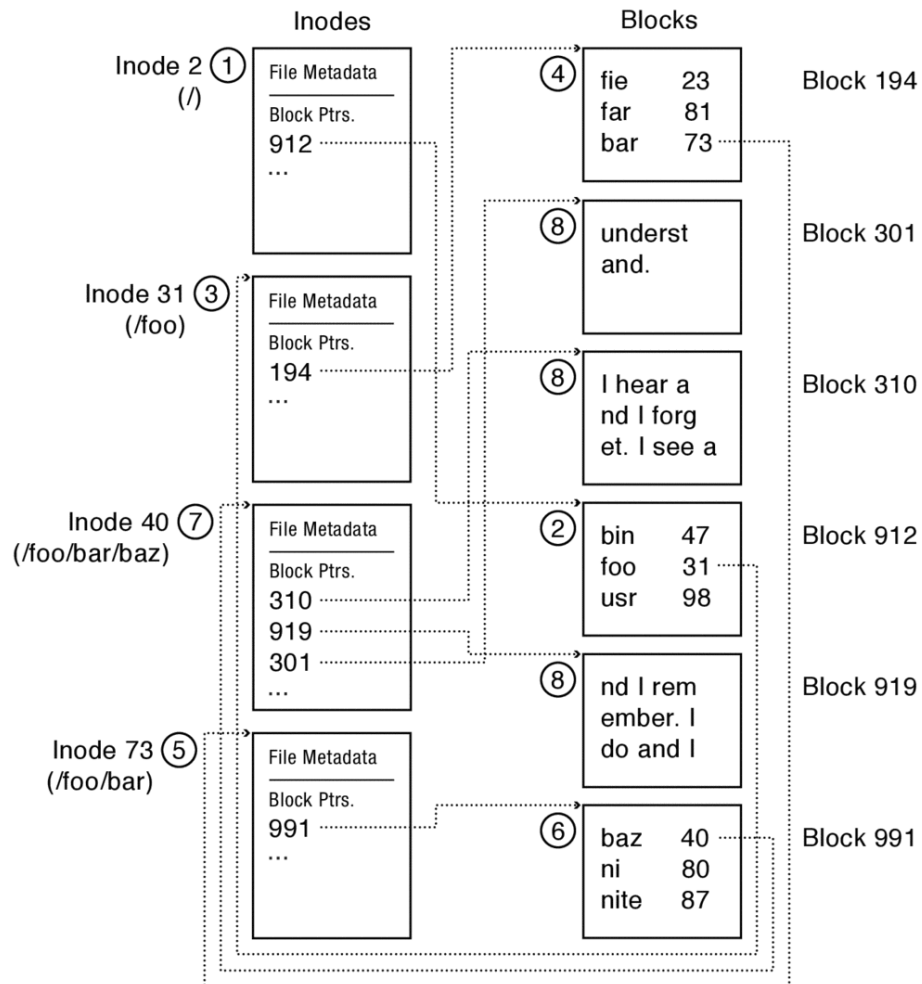 Inodes
Blocks
Inode 2 ①
(/)
File Metadata
Block Ptrs.
912
...
Inode 31 ③
(/foo)
File Metadata
Block Ptrs.
194
...
Inode 40 ⑦
(/foo/bar/baz)
File Metadata
Block Ptrs.
310
919
301
...
Inode 73 ⑤
(/foo/bar)
File Metadata
Block Ptrs.
991
...
④
fie 23
far 81
bar 73
Block 194
⑧
underst
and.
Block 301
⑧
I hear a
nd I forg
et. I see a
Block 310
②
bin 47
foo 31
usr 98
Block 912
⑧
nd I rem
ember. I
do and I
Block 919
⑥
baz 40
ni 80
nite 87
Block 991